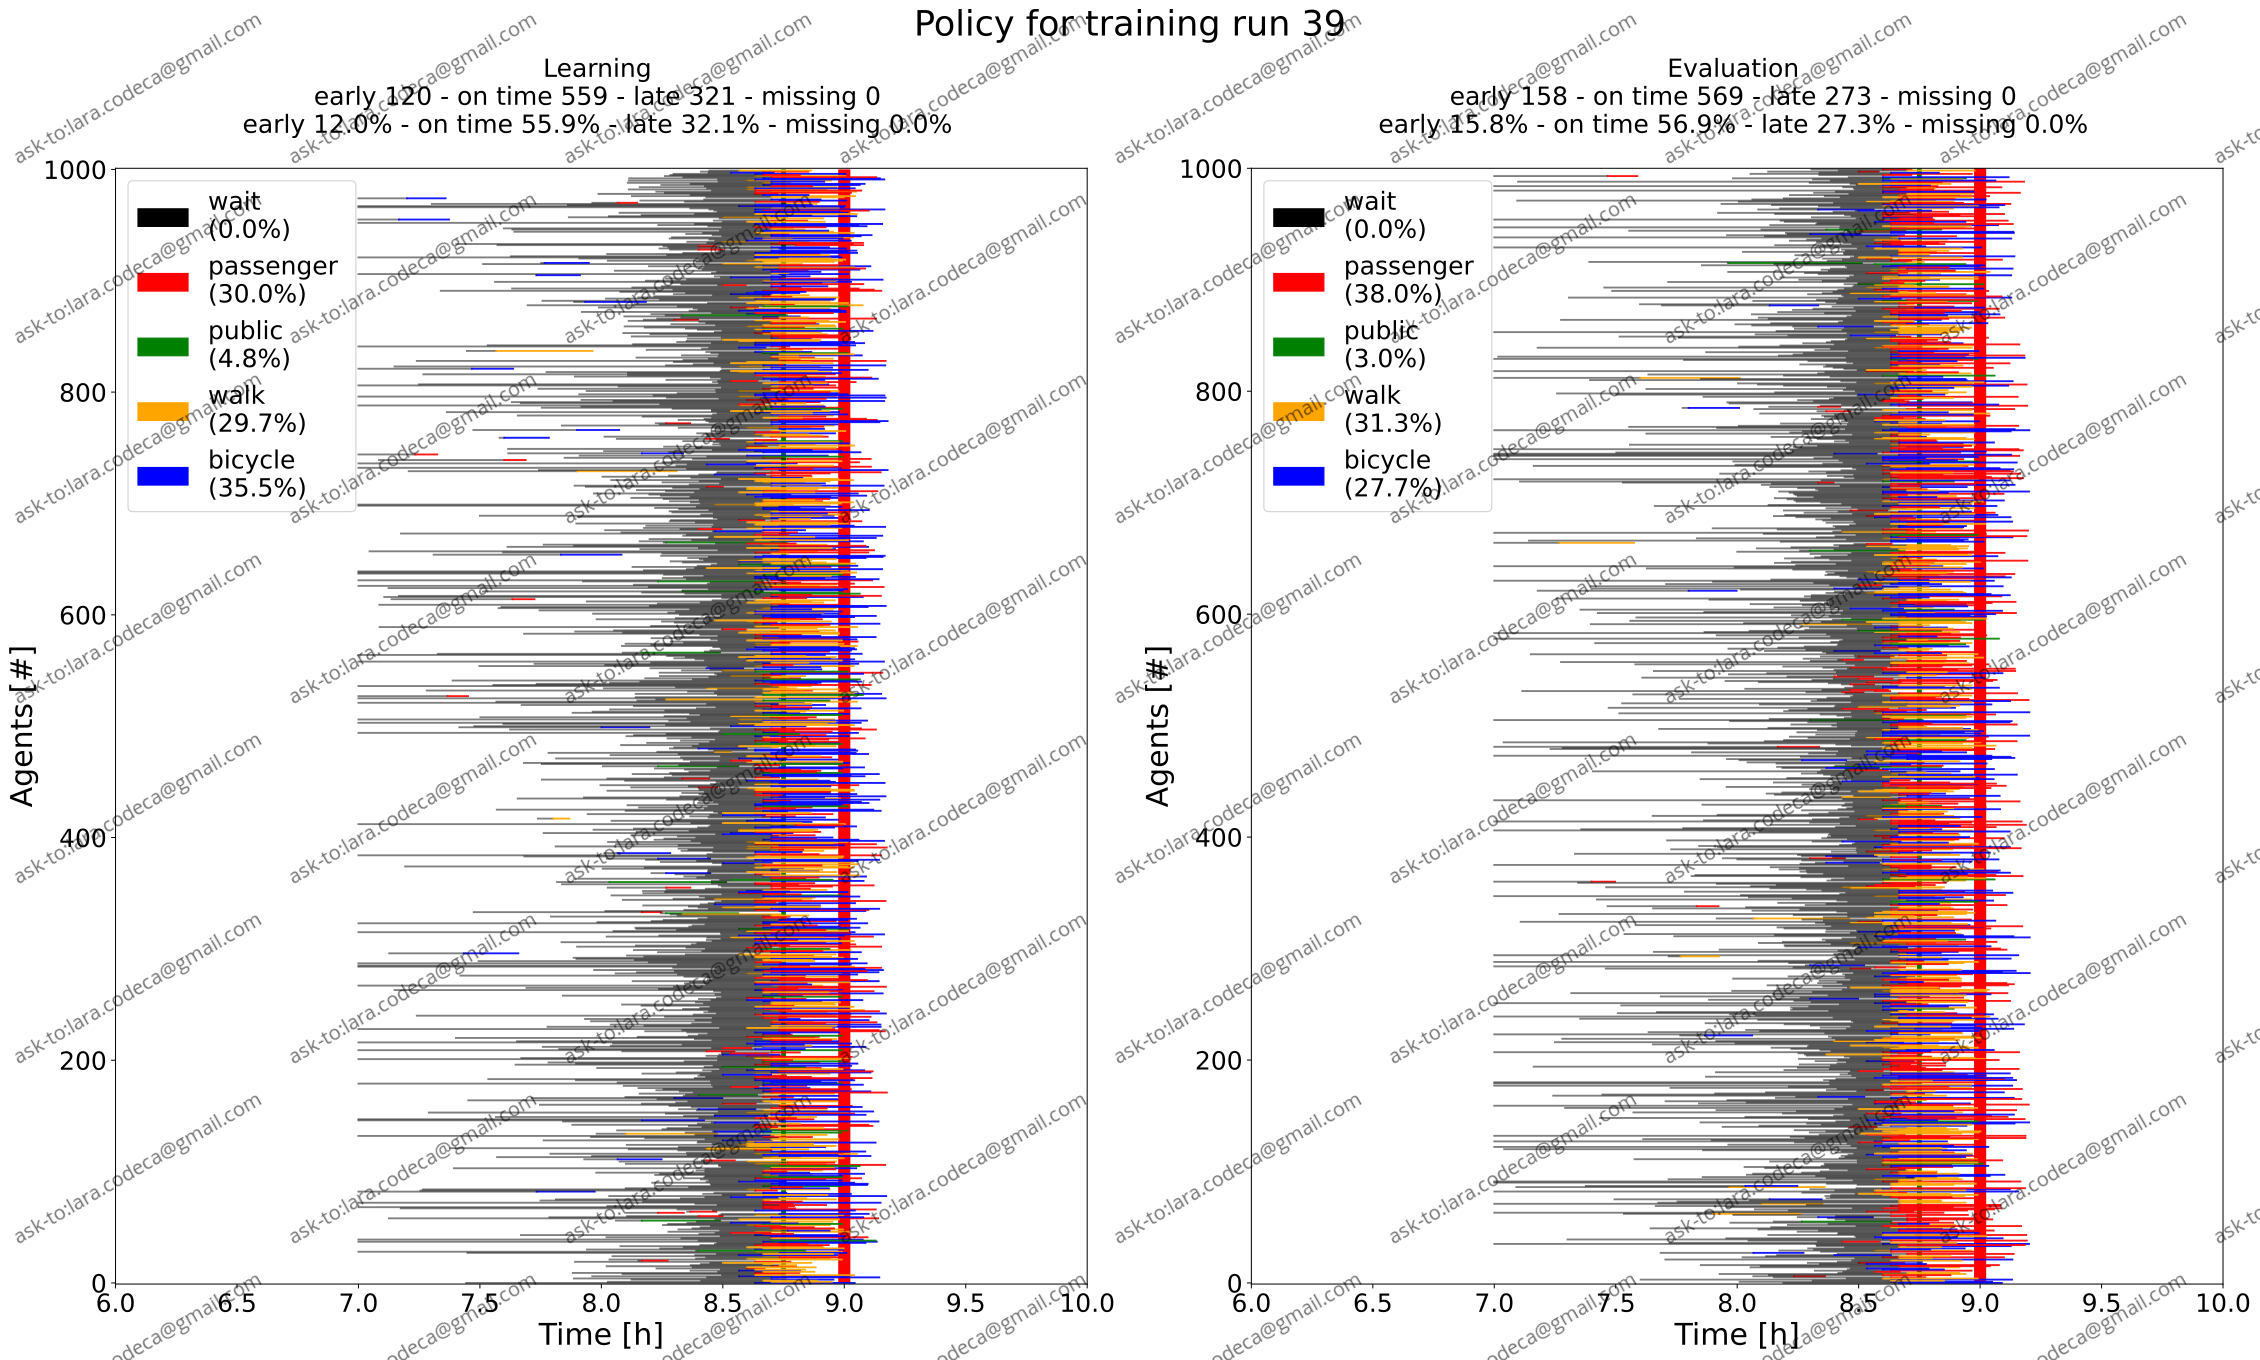 Policy for training run 39
Learning
early 120 - on time 559 - late 321 - missing 0
early 12.0% - on time 55.9% - late 32.1% - missing 0.0%
1000
800
600
400
200
0
Agents [#]
wait
(0.0%)
passenger
(30.0%)
public
(4.8%)
walk
(29.7%)
bicycle
(35.5%)
6.0 6.5 7.0 7.5 8.0 8.5 9.0 9.5 10.0
Time [h]
Evaluation
early 158 - on time 569 - late 273 - missing 0
early 15.8% - on time 56.9% - late 27.3% - missing 0.0%
1000
800
600
400
200
0
Agents [#]
wait
(0.0%)
passenger
(38.0%)
public
(3.0%)
walk
(31.3%)
bicycle
(27.7%)
6.0 6.5 7.0 7.5 8.0 8.5 9.0 9.5 10.0
Time [h]
ask-to:lara.codeca@gmail.com